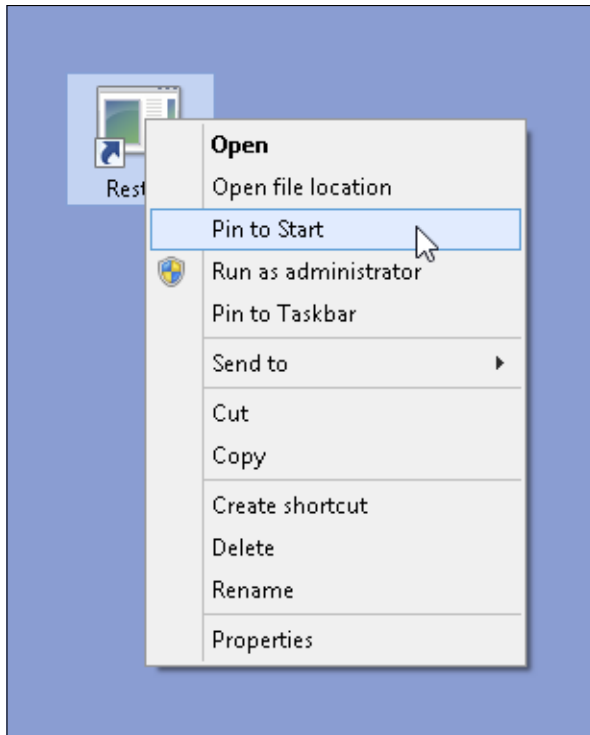 Open
Open file location
Pin to Start
Run as administrator
Pin to Taskbar
Send to
Cut
Copy
Create shortcut
Delete
Rename
Properties